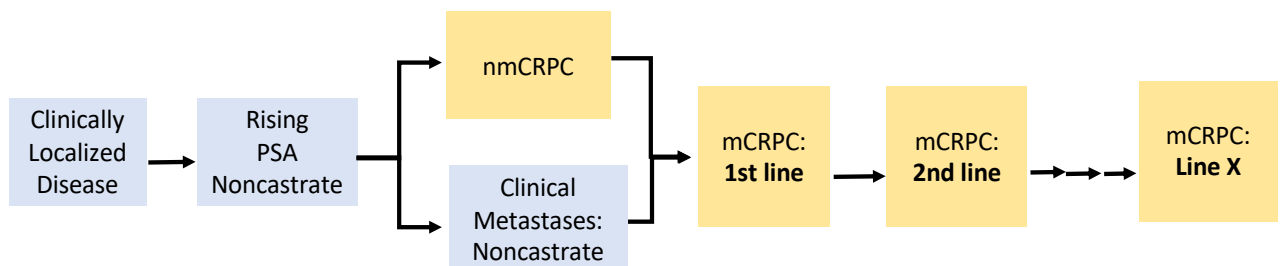 Clinically
Localized
Disease
Rising
PSA
Noncastrate
nmCRPC
Clinical
Metastases:
Noncastrate
mCRPC:
1st line
mCRPC:
2nd line
mCRPC:
Line X